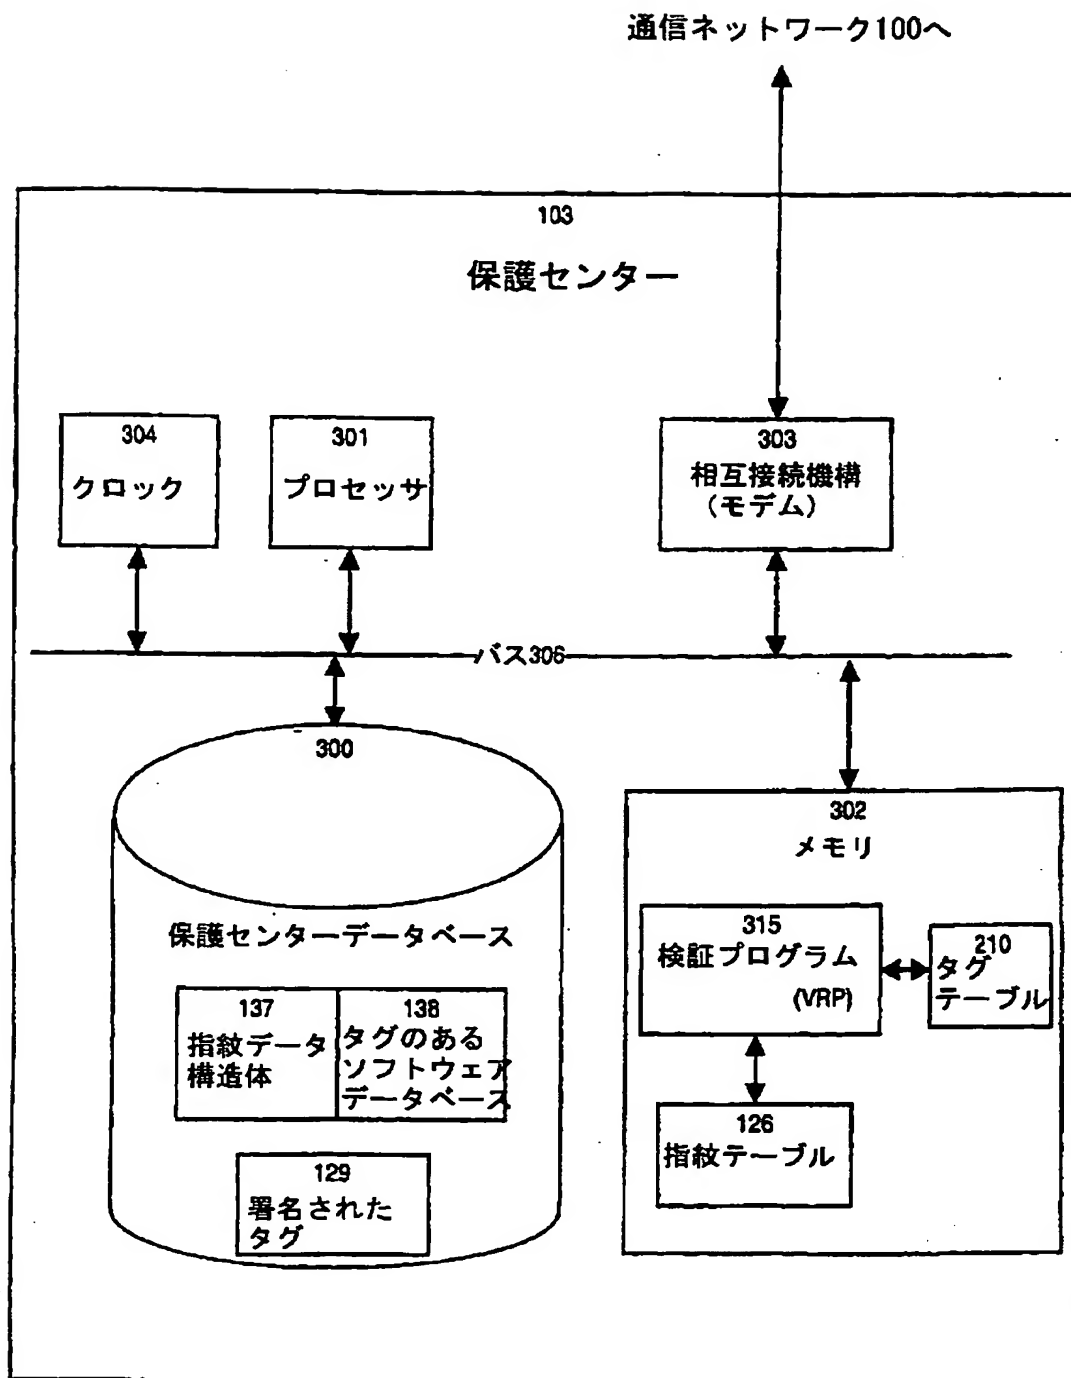 通信ネットワーク100へ
103
保護センター
304
クロック
301
プロセッサ
303
相互接続機構
(モデム)
バス306
300
保護センターデータベース
137
指紋データ
構造体
138
タグのある
ソフトウェア
データベース
129
署名された
タグ
302
メモリ
315
検証プログラム
(VRP)
210
タグ
テーブル
126
指紋テーブル